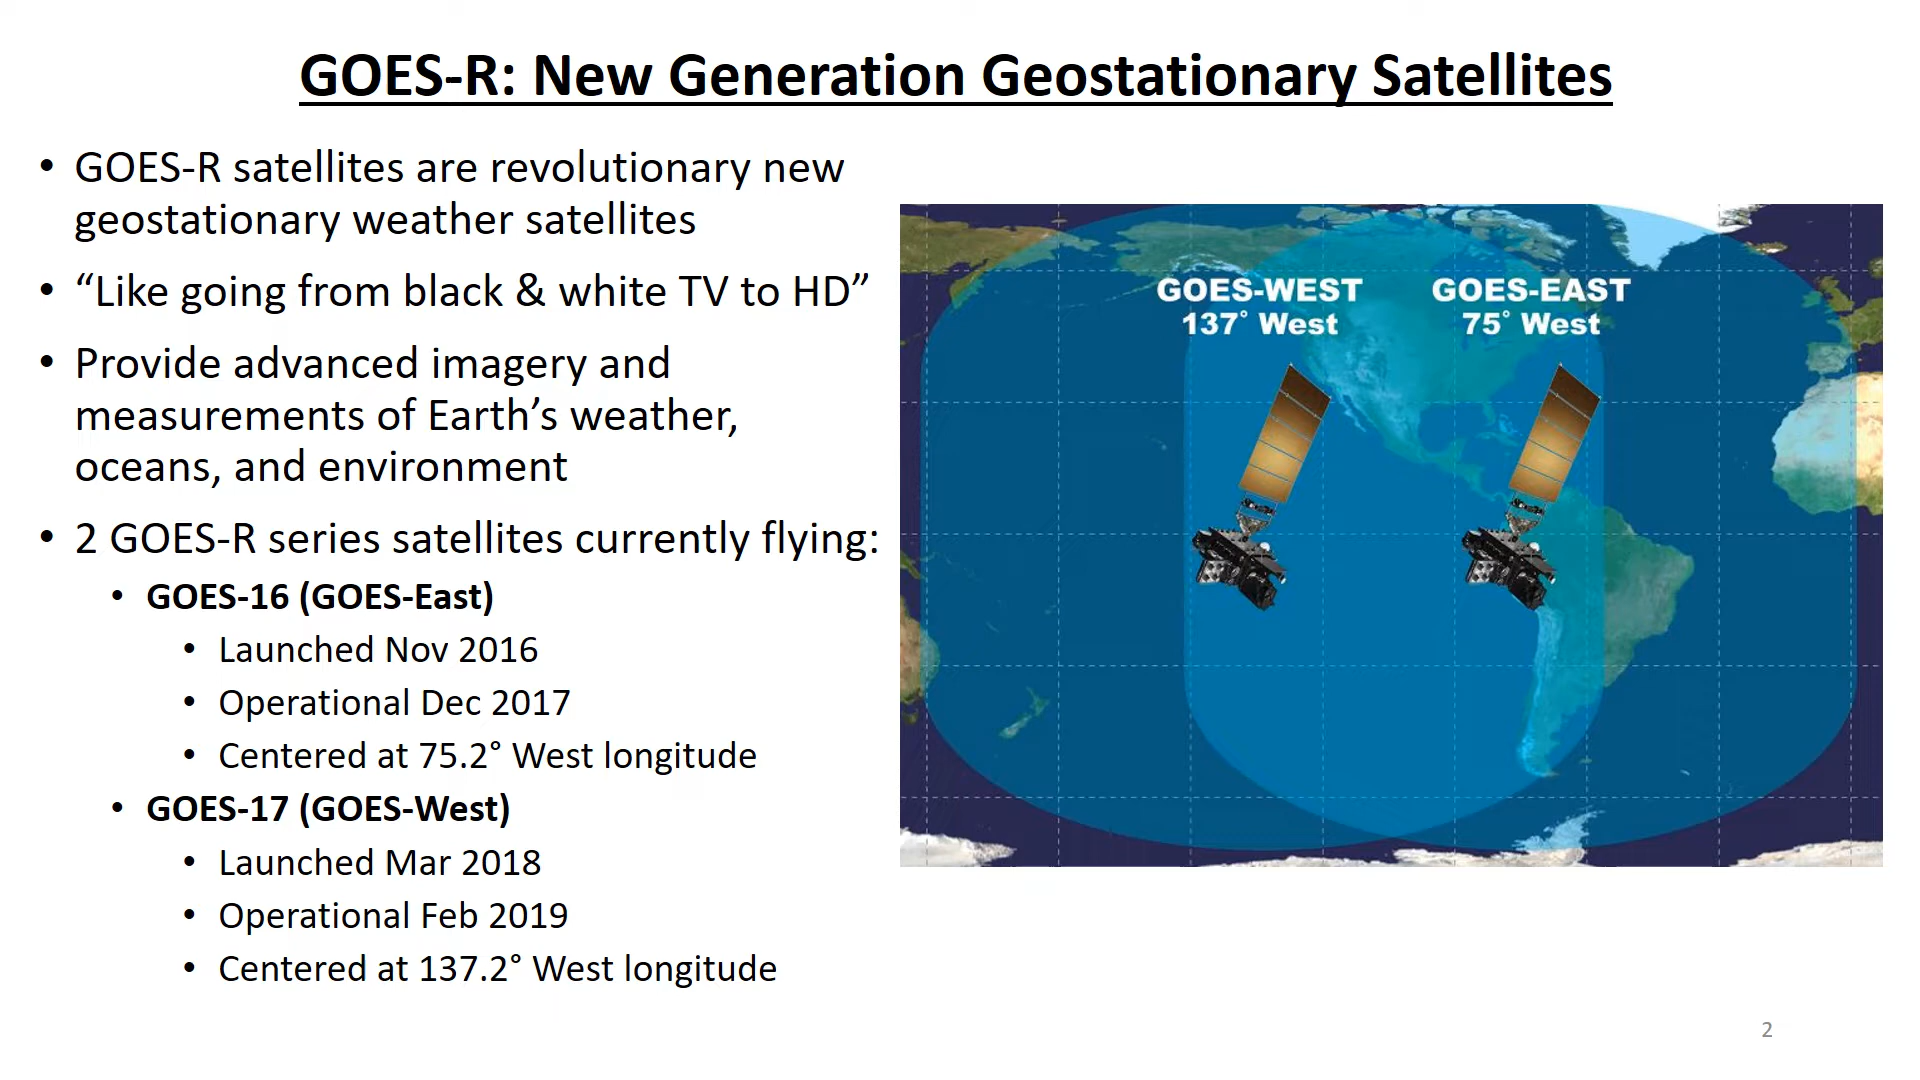 GOES-R: New Generation Geostationary Satellites
• GOES-R satellites are revolutionary new
geostationary weather satellites
• “Like going from black & white TV to HD”
• Provide advanced imagery and
measurements of Earth’s weather,
oceans, and environment
• 2 GOES-R series satellites currently flying:
• GOES-16 (GOES-East)
• Launched Nov 2016
• Operational Dec 2017
• Centered at 75.2° West longitude
• GOES-17 (GOES-West)
• Launched Mar 2018
• Operational Feb 2019
• Centered at 137.2° West longitude
GOES-WEST
137° West
GOES-EAST
75° West
2